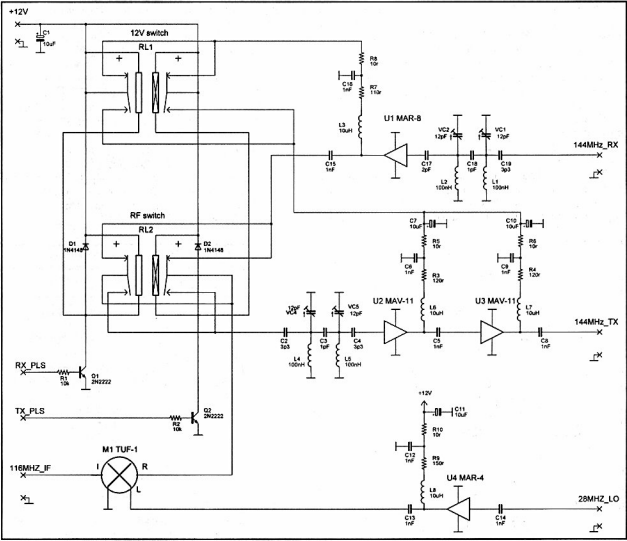 +12V
C1
10uF
12V switch
RL1
+
+
R8
10r
C16
1nF
R7
110r
L3
10uH
U1 MAR-8
C15
1nF
VC2
12pF
VC1
12pF
C17
2pF
C18
1pF
C19
3p3
144MHz_RX
L2
100nH
L1
100nH
RF switch
RL2
+
+
D1
1N4148
D2
1N4148
C7
10uF
C10
10uF
R5
10r
R6
10r
C6
1nF
C9
1nF
R3
120r
R4
120r
L6
10uH
L7
10uH
12pF
VC4
VC5
12pF
U2 MAV-11
U3 MAV-11
C2
3p3
C3
1pF
C4
3p3
C5
1nF
C8
1nF
144MHz_TX
L4
100nH
L5
100nH
RX_PLS
R1
10k
Q1
2N2222
TX_PLS
R2
10k
Q2
2N2222
+12V
C11
10uF
R10
10r
C12
1nF
R9
150r
L8
10uH
U4 MAR-4
M1 TUF-1
116MHZ_IF
I
R
L
C13
1nF
C14
1nF
28MHZ_LO